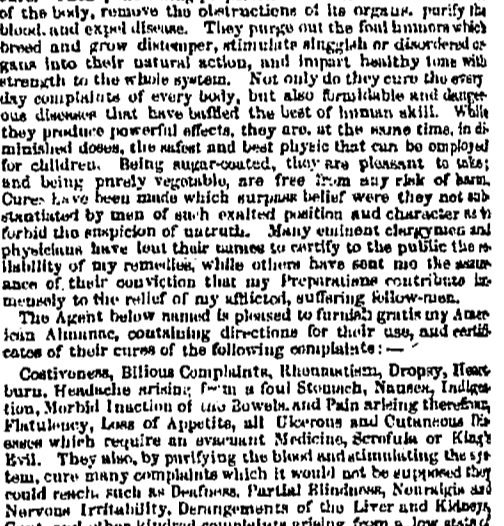 of the body, remove the obstructions of its organs, purify the
blood, and expel disease. They purge out the foul humors which
breed and grow distemper, stimulate sluggish or disordered or-
gans into their natural action, and impart healthy tone with
strength to the whole system. Not only do they cure the every
day complaints of every body, but also formidable and danger-
ous diseases that have baffled the best of human skill. While
they produce powerful effects, they are, at the same time, in di-
minished doses, the safest and best physic that can be employed
for children. Being sugar-coated, they are pleasant to take;
and being purely vegetable, are free from any risk of harm.
Cures have been made which surpass belief were they not sub-
stantiated by men of such exalted position and character as to
forbid the suspicion of untruth. Many eminent clergymen and
physicians have lent their names to certify to the public the re-
liability of my remedies, while others have sent me the assur-
ance of their conviction that my Preparations contribute im-
mensely to the relief of my afflicted, suffering fellow-men.
The Agent below named is pleased to furnish gratis my Amer-
ican Almanac, containing directions for their use, and certifi-
cates of their cures of the following complaints:—
Costiveness, Bilious Complaints, Rheumatism, Dropsy, Heart-
burn, Headache arising from a foul Stomach, Nausea, Indiges-
tion, Morbid Inaction of the Bowels, and Pain arising therefrom,
Flatulency, Loss of Appetite, all Ulcerous and Cutaneous Dis-
eases which require an evacuant Medicine, Scrofula or King's
Evil. They also, by purifying the blood and stimulating the sys-
tem, cure many complaints which it would not be supposed they
could reach, such as Deafness, Partial Blindness, Neuralgia and
Nervous Irritability, Derangements of the Liver and Kidneys,
Gout, and other kindred complaints arising from a low state of